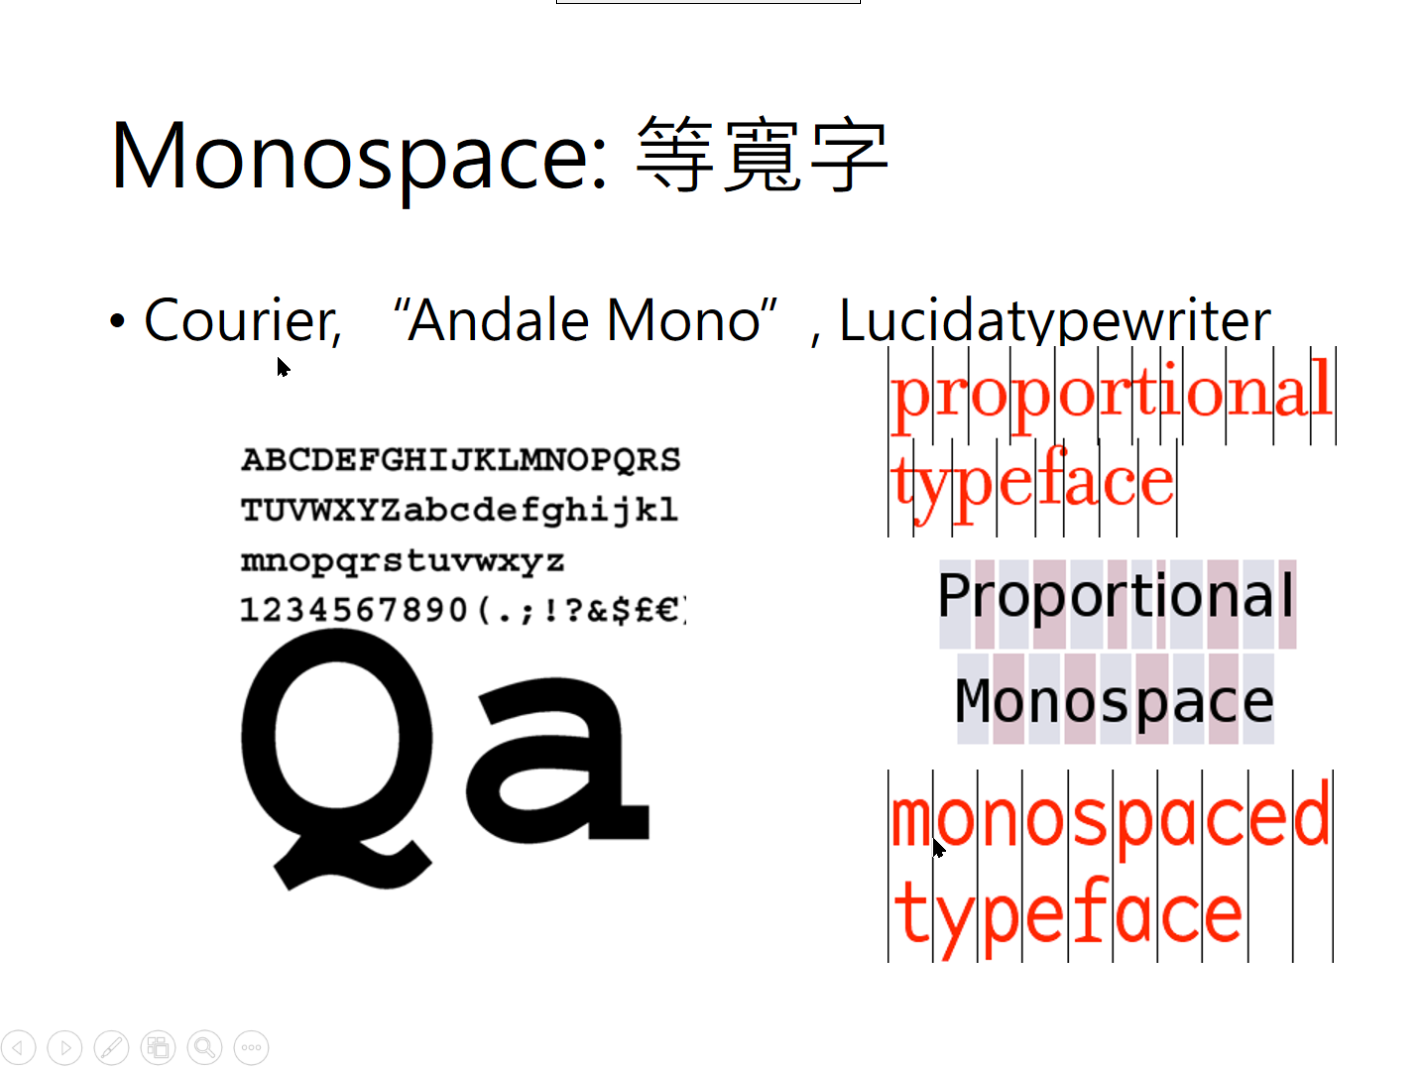 Monospace: 等寬字
• Courier, “Andale Mono”, Lucidatypewriter
ABCDEFGHIJKLMNOPQRS
TUVWXYZabcdefghijkl
mnopqrstuvwxyz
1234567890(.;!?&$£€)
Qa
proportional
typeface
Proportional
Monospace
monospaced
typeface